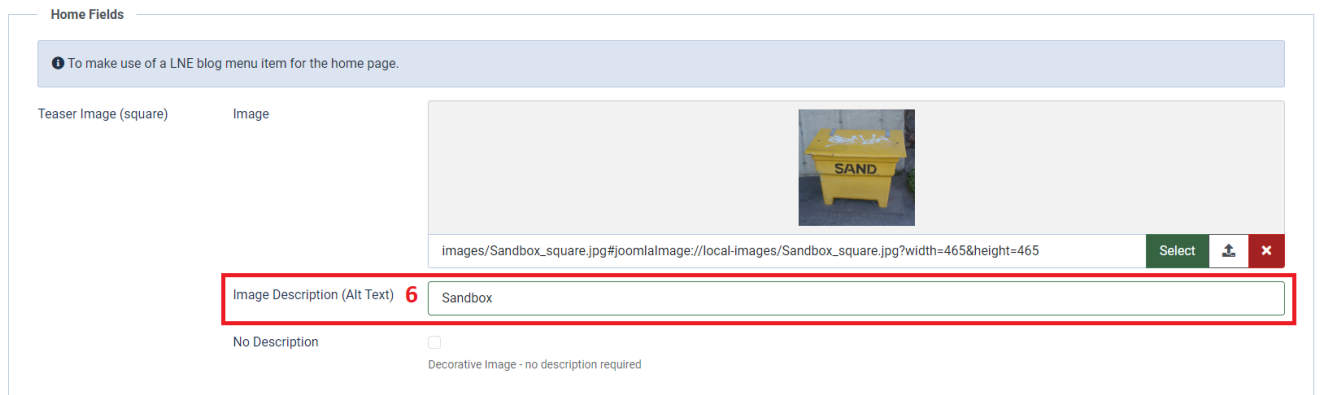 Home Fields
To make use of a LNE blog menu item for the home page.
Teaser Image (square)
Image
SAND
images/Sandbox_square.jpg#joomlaImage://local-images/Sandbox_square.jpg?width=465&height=465
Select
Image Description (Alt Text)
6
Sandbox
No Description
Decorative Image - no description required